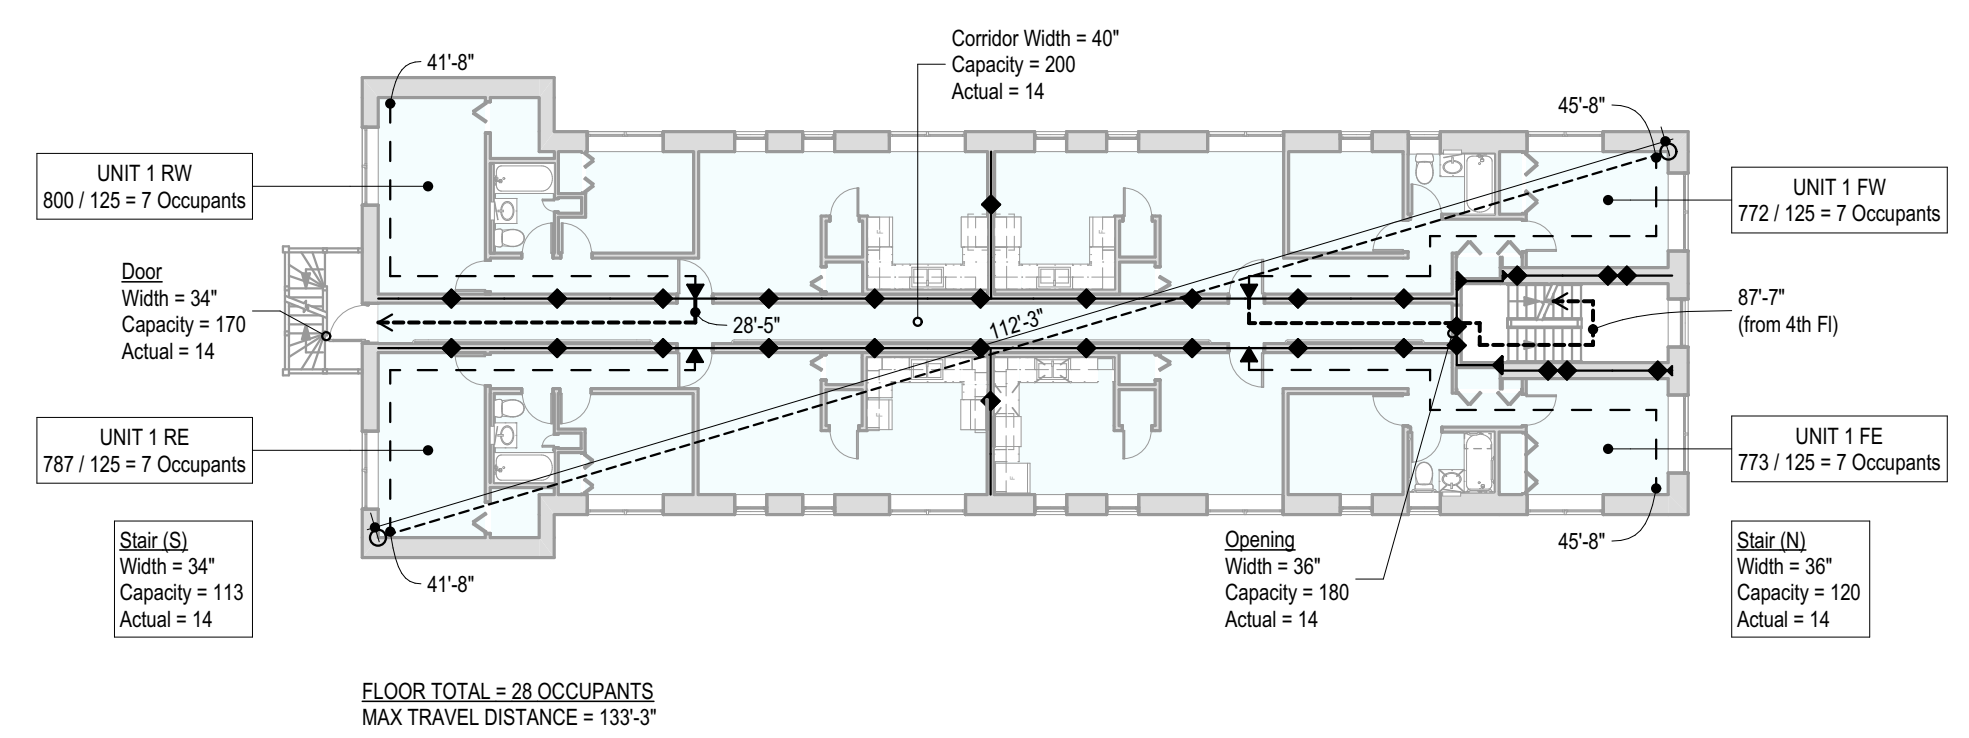 Corridor Width = 40"
Capacity = 200
Actual = 14
41'-8"
45'-8"
UNIT 1 RW
800 / 125 = 7 Occupants
UNIT 1 FW
772 / 125 = 7 Occupants
Door
Width = 34"
Capacity = 170
Actual = 14
28'-5"
112'-3"
87'-7"
(from 4th Fl)
UNIT 1 RE
787 / 125 = 7 Occupants
UNIT 1 FE
773 / 125 = 7 Occupants
Stair (S)
Width = 34"
Capacity = 113
Actual = 14
41'-8"
Opening
Width = 36"
Capacity = 180
Actual = 14
45'-8"
Stair (N)
Width = 36"
Capacity = 120
Actual = 14
FLOOR TOTAL = 28 OCCUPANTS
MAX TRAVEL DISTANCE = 133'-3"